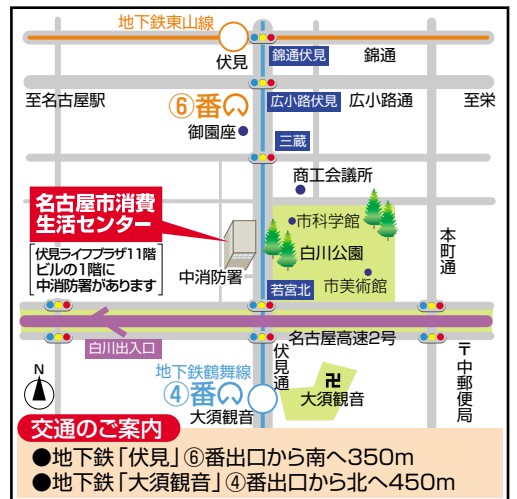 地下鉄東山線
伏見
錦通伏見
錦通
至名古屋駅
広小路伏見
広小路通
至栄
⑥番
御園座
三蔵
商工会議所
名古屋市消費
生活センター
伏見ライフプラザ11階
ビルの1階に
中消防署があります
中消防署
市科学館
白川公園
市美術館
本町通
若宮北
名古屋高速2号
白川出入口
伏見通
地下鉄鶴舞線
④番
大須観音
卍
大須観音
〒中郵便局
N
交通のご案内
●地下鉄「伏見」⑥番出口から南へ350m
●地下鉄「大須観音」④番出口から北へ450m